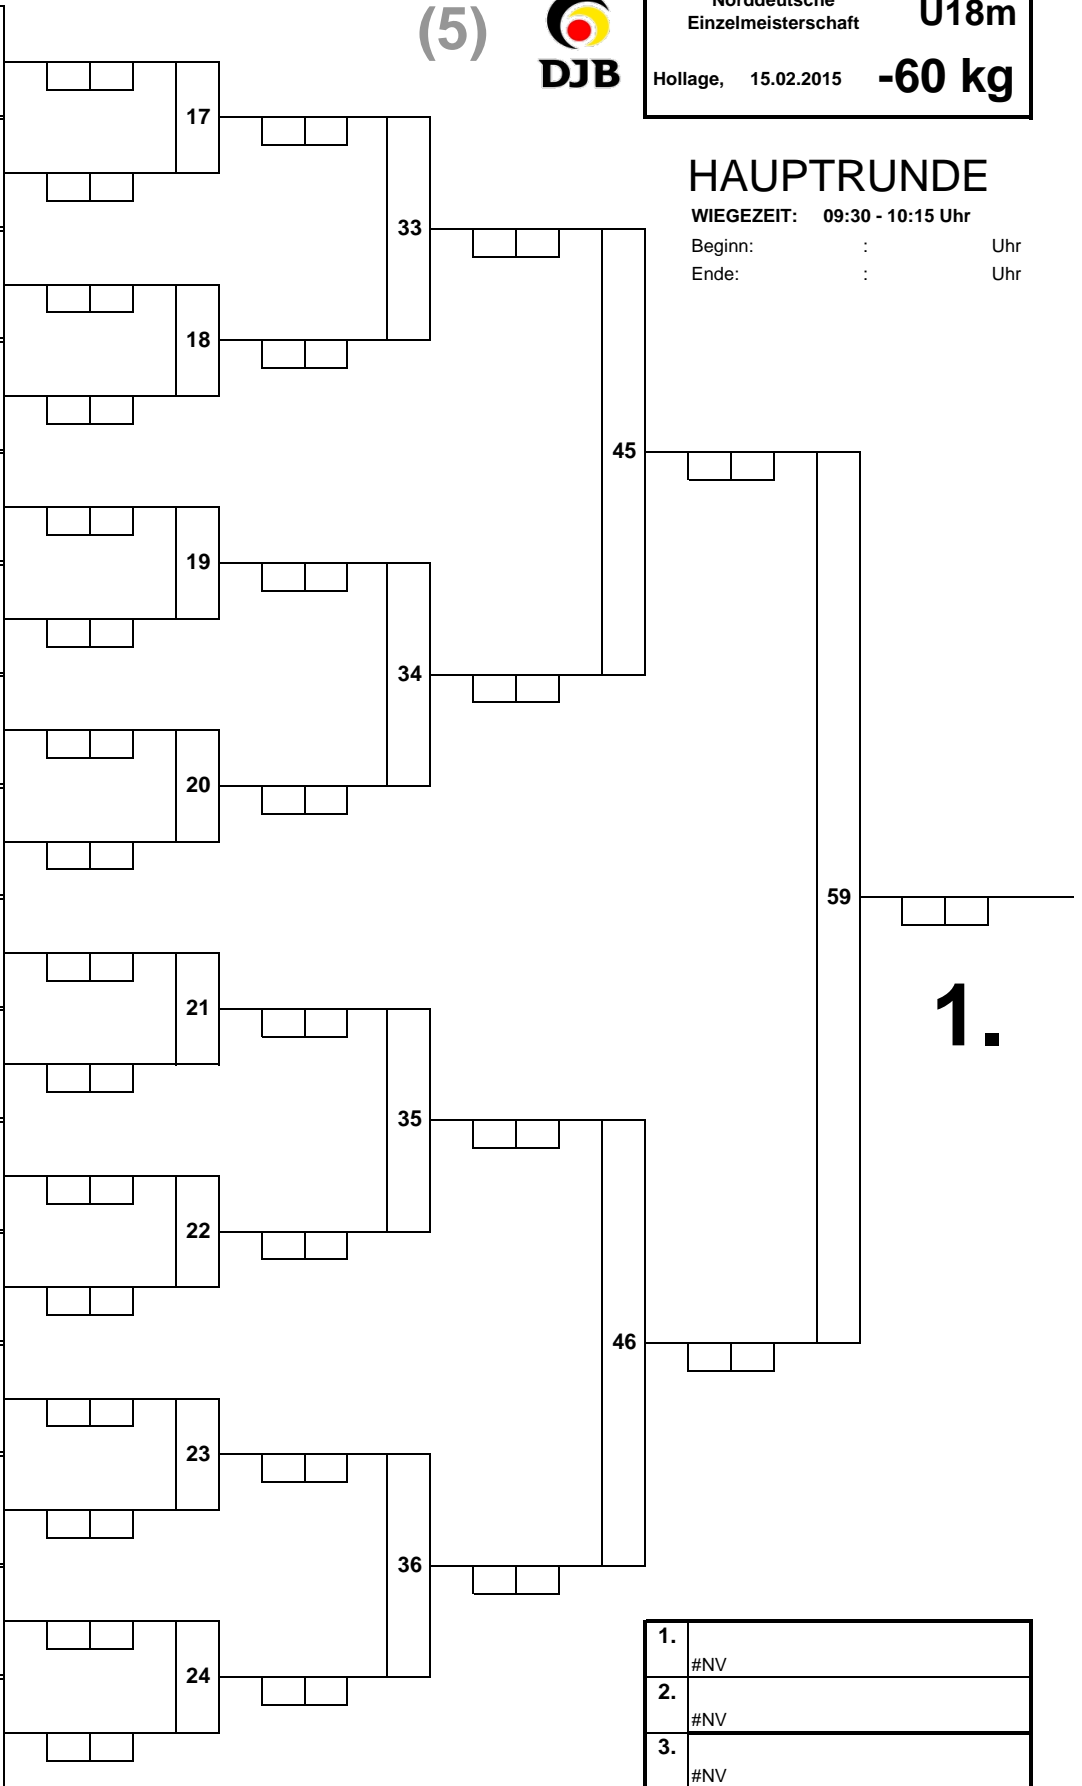 (5)
DJB
Norddeutsche
Einzelmeisterschaft
U18m
Hollage, 15.02.2015 -60 kg
HAUPTRUNDE
WIEGEZEIT: 09:30 - 10:15 Uhr
Beginn: : Uhr
Ende: : Uhr
17
33
18
45
19
34
20
59
21
1.
35
22
46
23
36
24
1.
#NV
2.
#NV
3.
#NV